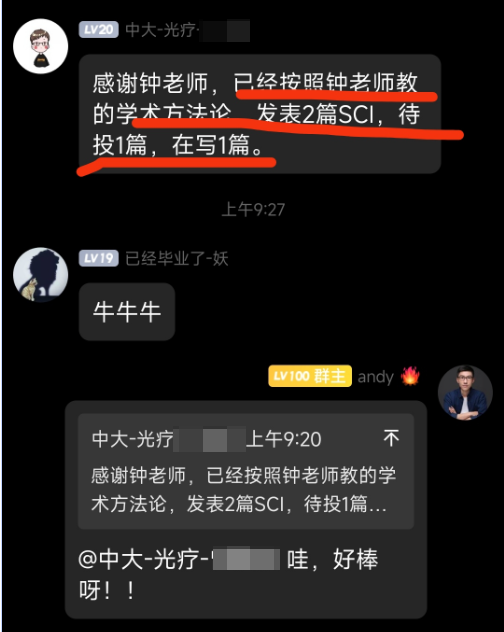 LV20 中大-光疗-
感谢钟老师，已经按照钟老师教
的学术方法论，发表2篇SCI，待
投1篇，在写1篇。
上午9:27
LV19 已经毕业了-妖
牛牛牛
LV100 群主 andy 🔥
中大-光疗 上午9:20
感谢钟老师，已经按照钟老师教的学
术方法论，发表2篇SCI，待投1篇...
@中大-光疗- 哇，好棒
呀！！